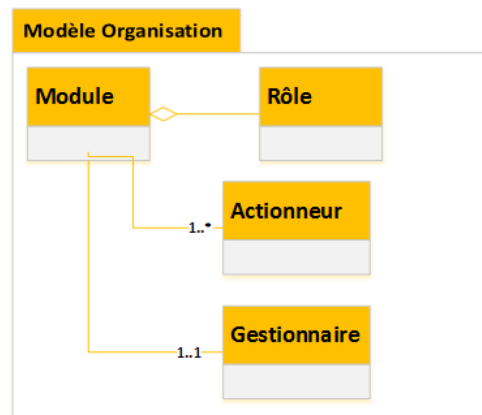 Modèle Organisation
Module
Rôle
Actionneur
1..*
Gestionnaire
1..1